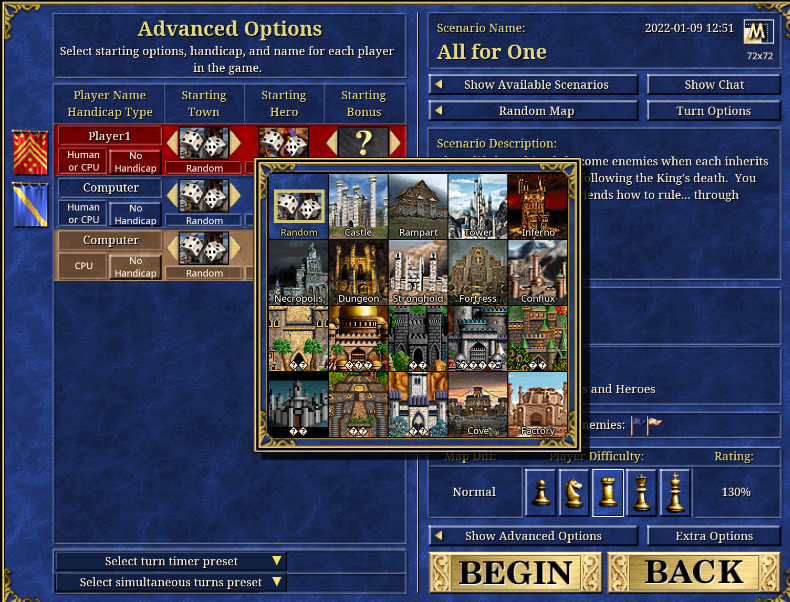 Advanced Options
Select starting options, handicap, and name for each player
in the game.
Player Name
Handicap Type
Starting
Town
Starting
Hero
Starting
Bonus
Player1
Human
or CPU
No
Handicap
Random
?
Computer
Human
or CPU
No
Handicap
Random
Computer
CPU
No
Handicap
Random
Select turn timer preset
Select simultaneous turns preset
Random
Castle
Rampart
Tower
Inferno
Necropolis
Dungeon
Stronghold
Fortress
Conflux
Cove
Factory
Scenario Name:
2022-01-09 12:51
All for One
M
72x72
Show Available Scenarios
Show Chat
Random Map
Turn Options
Scenario Description:
come enemies when each inherits
following the King's death. You
iends how to rule... through
s and Heroes
nemies:
Map Diff:
Player Difficulty:
Rating:
Normal
130%
Show Advanced Options
Extra Options
BEGIN
BACK